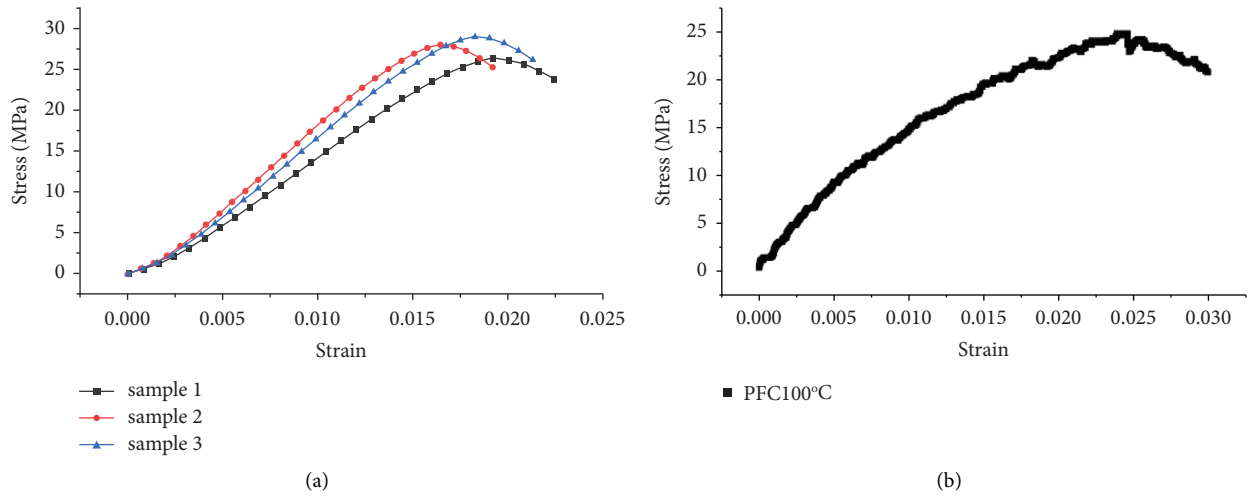 30
25
20
15
10
5
0
Stress (MPa)
0.000 0.005 0.010 0.015 0.020 0.025
Strain
sample 1
sample 2
sample 3
(a)
25
20
15
10
5
0
Stress (MPa)
0.000 0.005 0.010 0.015 0.020 0.025 0.030
Strain
PFC100°C
(b)